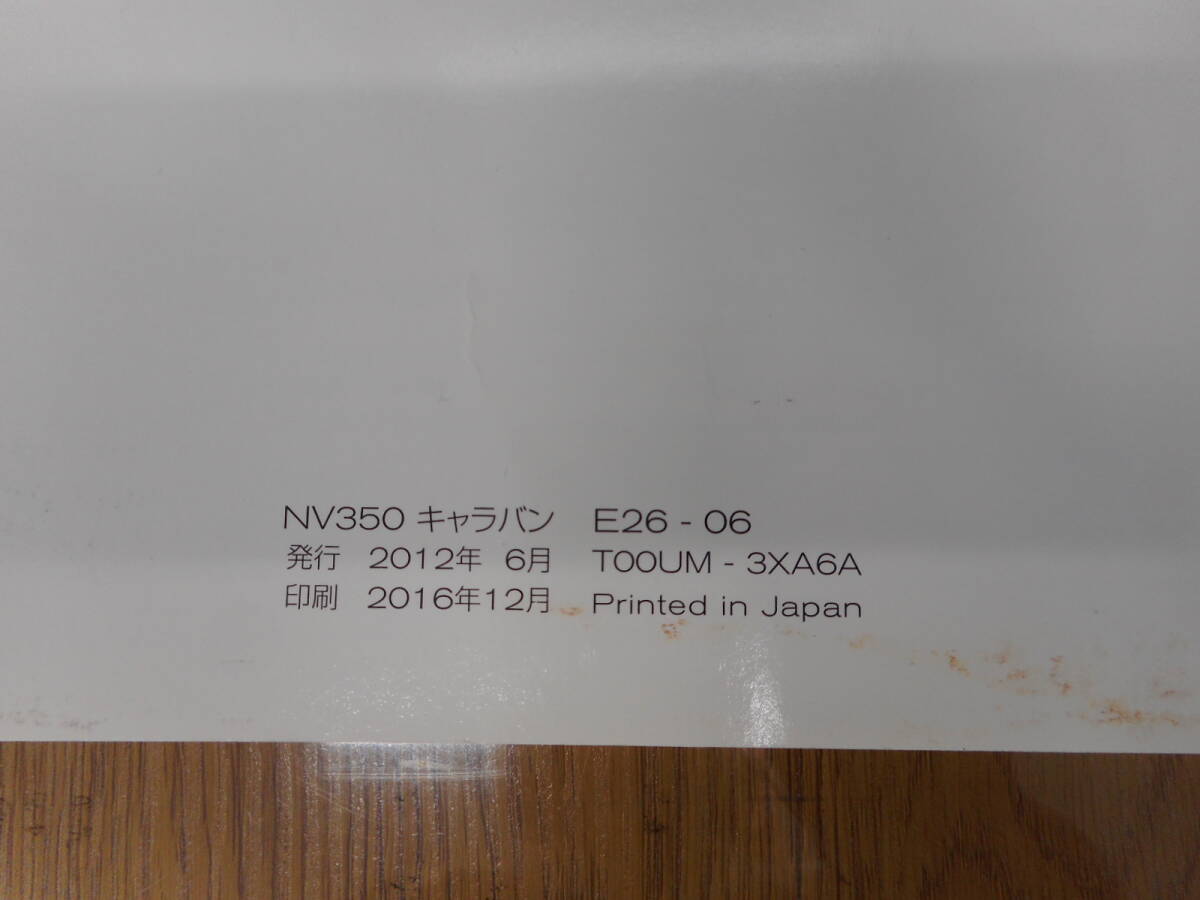 NV350 キャラバン E26 - 06
発行 2012年 6月 T00UM - 3XA6A
印刷 2016年12月 Printed in Japan